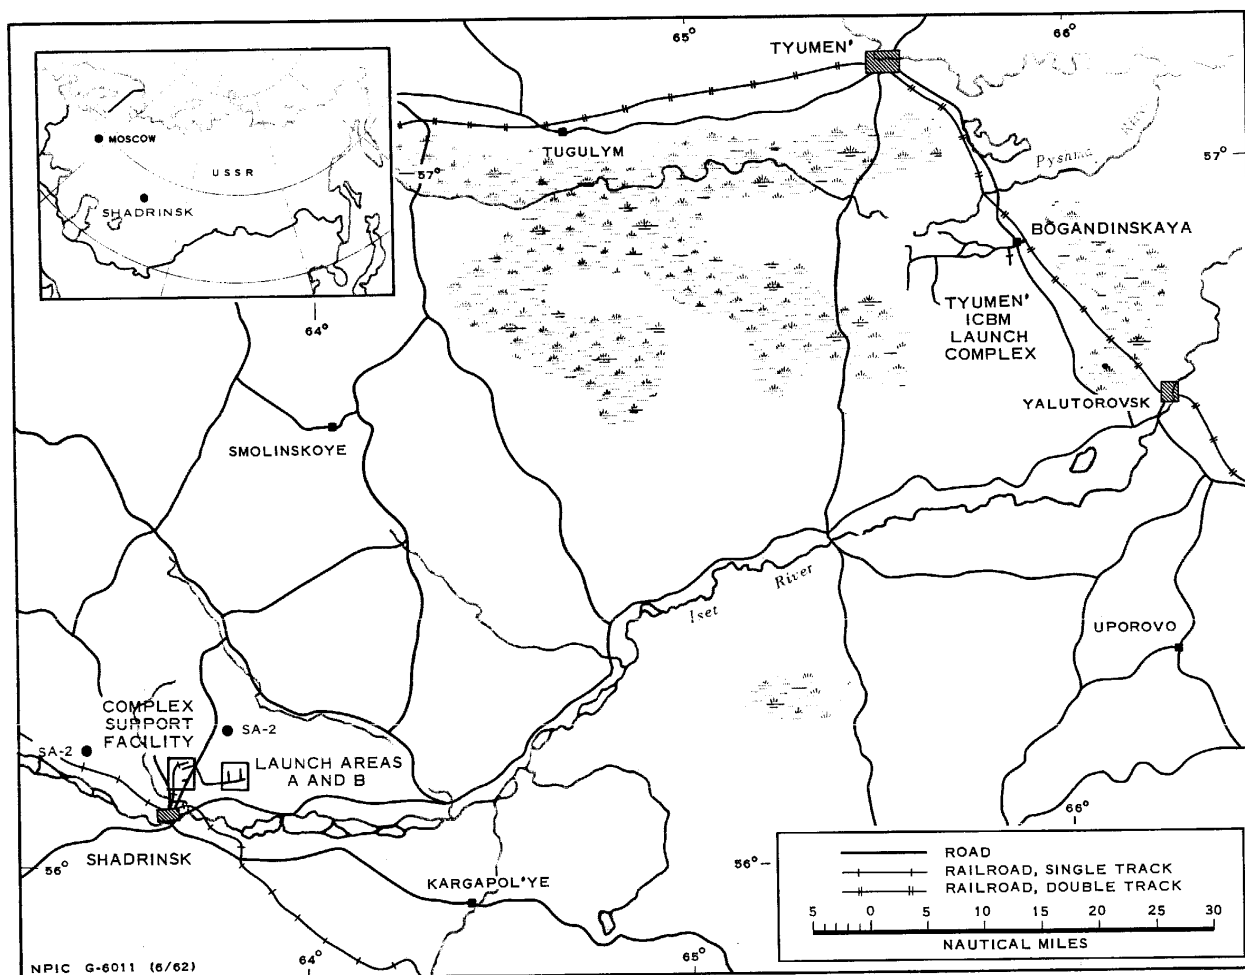 65°
66°
TYUMEN'
MOSCOW
USSR
SHADRINSK
TUGULYM
57°
57°
River
Pyshma
BOGANDINSKAYA
TYUMEN'
ICBM
LAUNCH
COMPLEX
64°
YALUTOROVSK
SMOLINSKOYE
River
Iset
UPOROVO
COMPLEX
SUPPORT
FACILITY
SA-2
SA-2
LAUNCH AREAS
A AND B
66°
SHADRINSK
56°
56°
KARGAPOL'YE
ROAD
RAILROAD, SINGLE TRACK
RAILROAD, DOUBLE TRACK
5 0 5 10 15 20 25 30
NAUTICAL MILES
64°
65°
NPIC G-6011 (6/62)